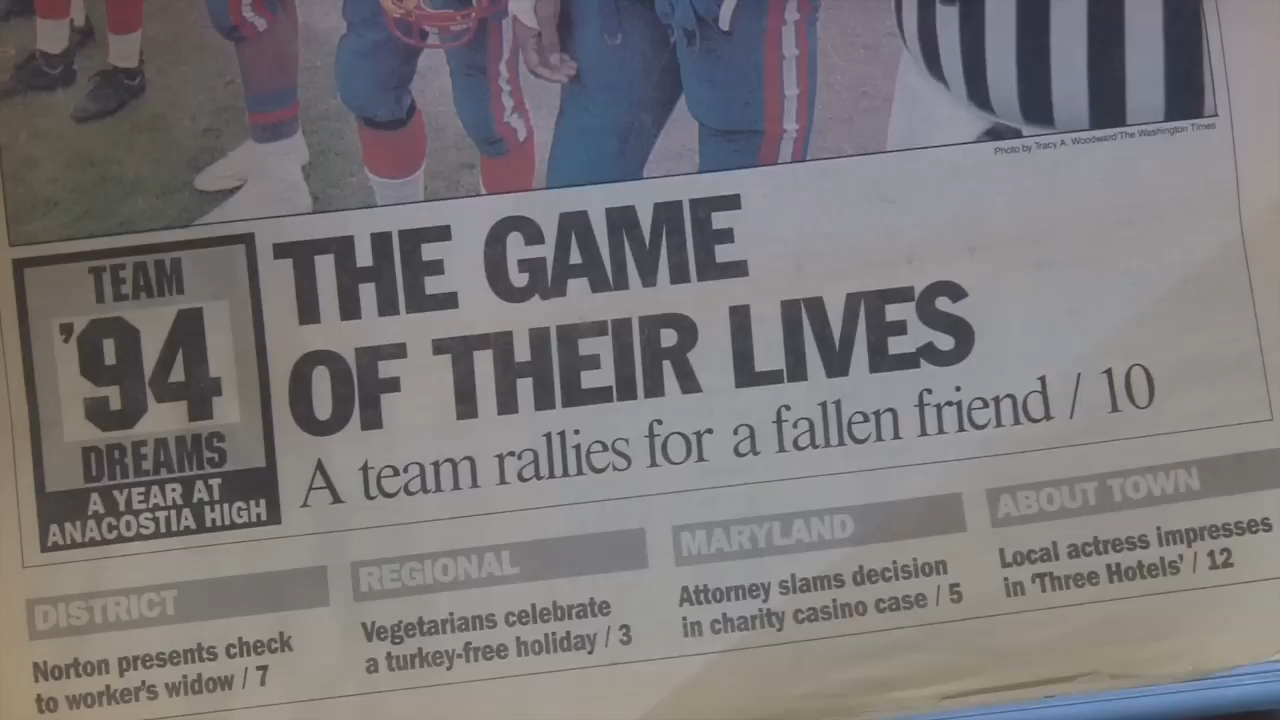 Photo by Tracy A. Woodward/The Washington Times
TEAM
'94
DREAMS
A YEAR AT
ANACOSTIA HIGH
THE GAME
OF THEIR LIVES
A team rallies for a fallen friend / 10
DISTRICT
Norton presents check
to worker's widow / 7
REGIONAL
Vegetarians celebrate
a turkey-free holiday / 3
MARYLAND
Attorney slams decision
in charity casino case / 5
ABOUT TOWN
Local actress impresses
in 'Three Hotels' / 12